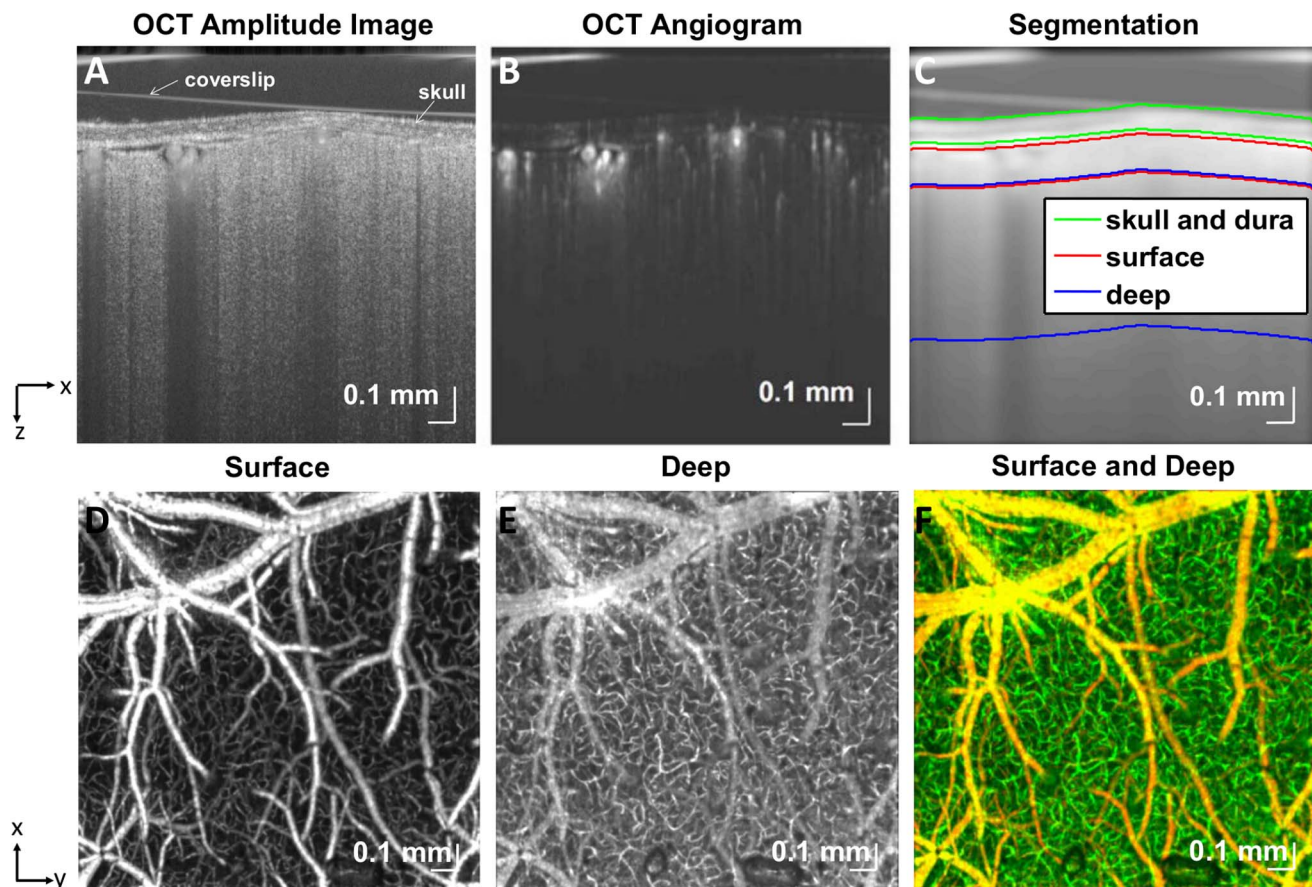 OCT Amplitude Image
OCT Angiogram
Segmentation
A
coverslip
skull
B
C
skull and dura
surface
deep
0.1 mm
0.1 mm
0.1 mm
X
Z
Surface
Deep
Surface and Deep
D
E
F
0.1 mm
0.1 mm
0.1 mm
X
Y